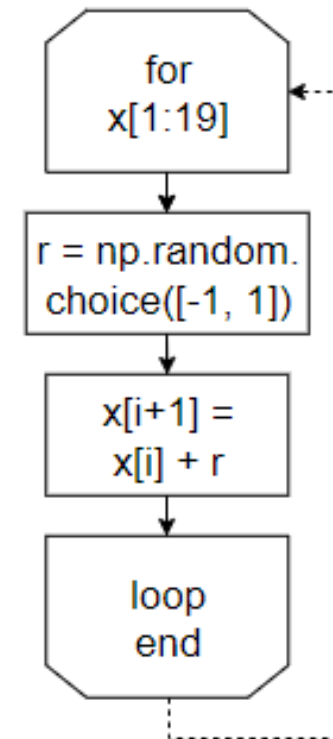 for
x[1:19]
r = np.random.
choice([-1, 1])
x[i+1] =
x[i] + r
loop
end